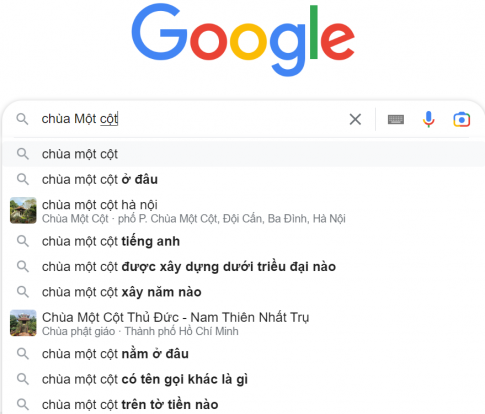 Google
chùa Một cột
chùa một cột
chùa một cột ở đâu
chùa một cột hà nội
Chùa Một Cột · phố P. Chùa Một Cột, Đội Cấn, Ba Đình, Hà Nội
chùa một cột tiếng anh
chùa một cột được xây dựng dưới triều đại nào
chùa một cột xây năm nào
Chùa Một Cột Thủ Đức - Nam Thiên Nhất Trụ
Chùa phật giáo · Thành phố Hồ Chí Minh
chùa một cột nằm ở đâu
chùa một cột có tên gọi khác là gì
chùa một cột trên tờ tiền nào